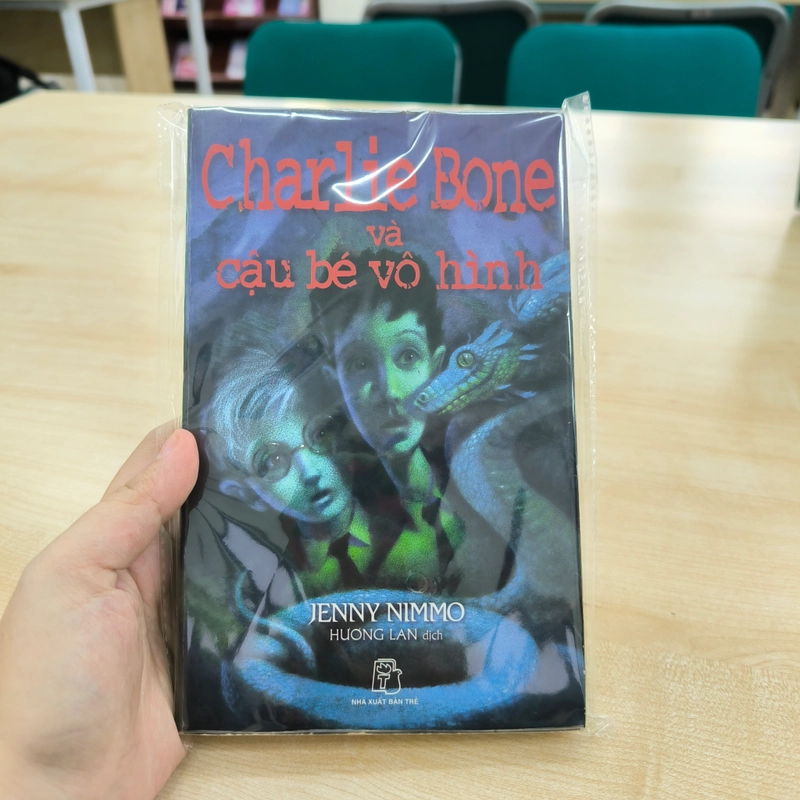 Charlie Bone
và
cậu bé vô hình
JENNY NIMMO
HƯƠNG LAN dịch
T
NHÀ XUẤT BẢN TRẺ